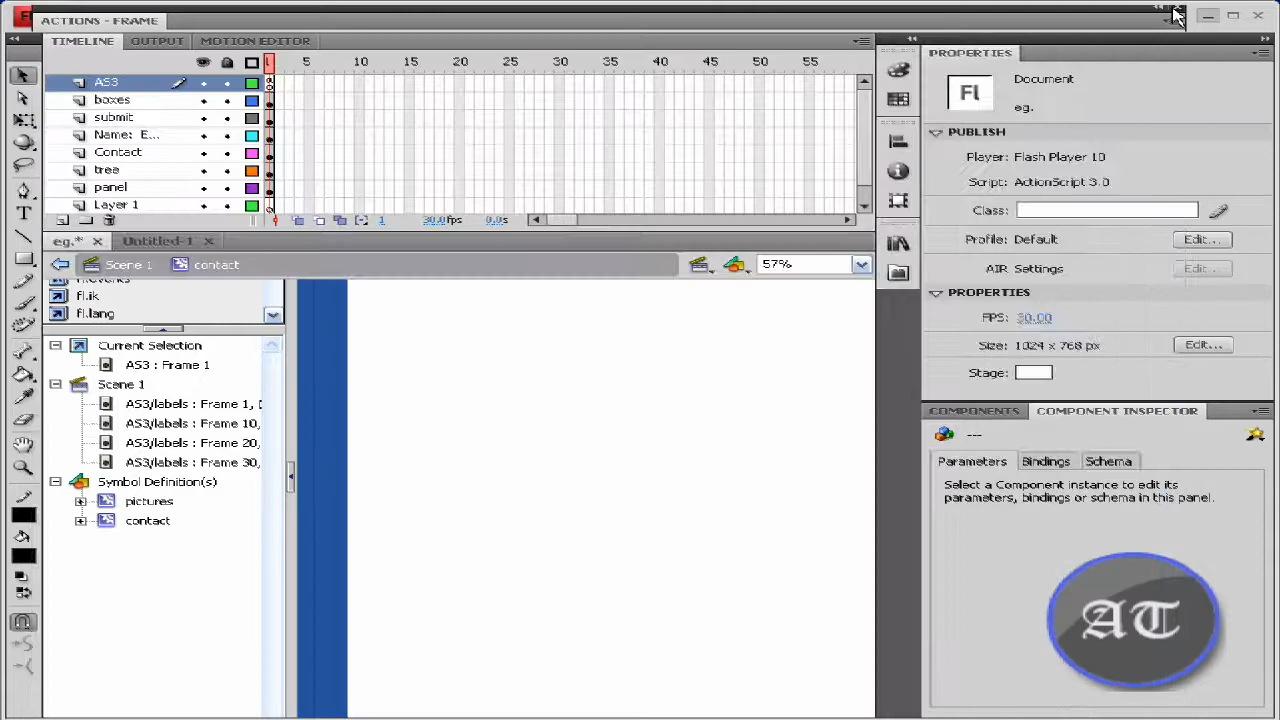 Fl
ACTIONS - FRAME
TIMELINE OUTPUT MOTION EDITOR
5 10 15 20 25 30 35 40 45 50 55
AS3
boxes
submit
Name: E...
Contact
tree
panel
Layer 1
1 30.0fps 0.0s
eg.* Untitled-1
Scene 1 contact 57%
fl.ik
fl.lang
Current Selection
AS3 : Frame 1
Scene 1
AS3/labels : Frame 1,
AS3/labels : Frame 10,
AS3/labels : Frame 20,
AS3/labels : Frame 30,
Symbol Definition(s)
pictures
contact
PROPERTIES
Fl
Document
eg.
PUBLISH
Player: Flash Player 10
Script: ActionScript 3.0
Class:
Profile: Default Edit...
AIR Settings Edit...
PROPERTIES
FPS: 30.00
Size: 1024 x 768 px Edit...
Stage:
COMPONENTS COMPONENT INSPECTOR
---
Parameters Bindings Schema
Select a Component instance to edit its
parameters, bindings or schema in this panel.
AT